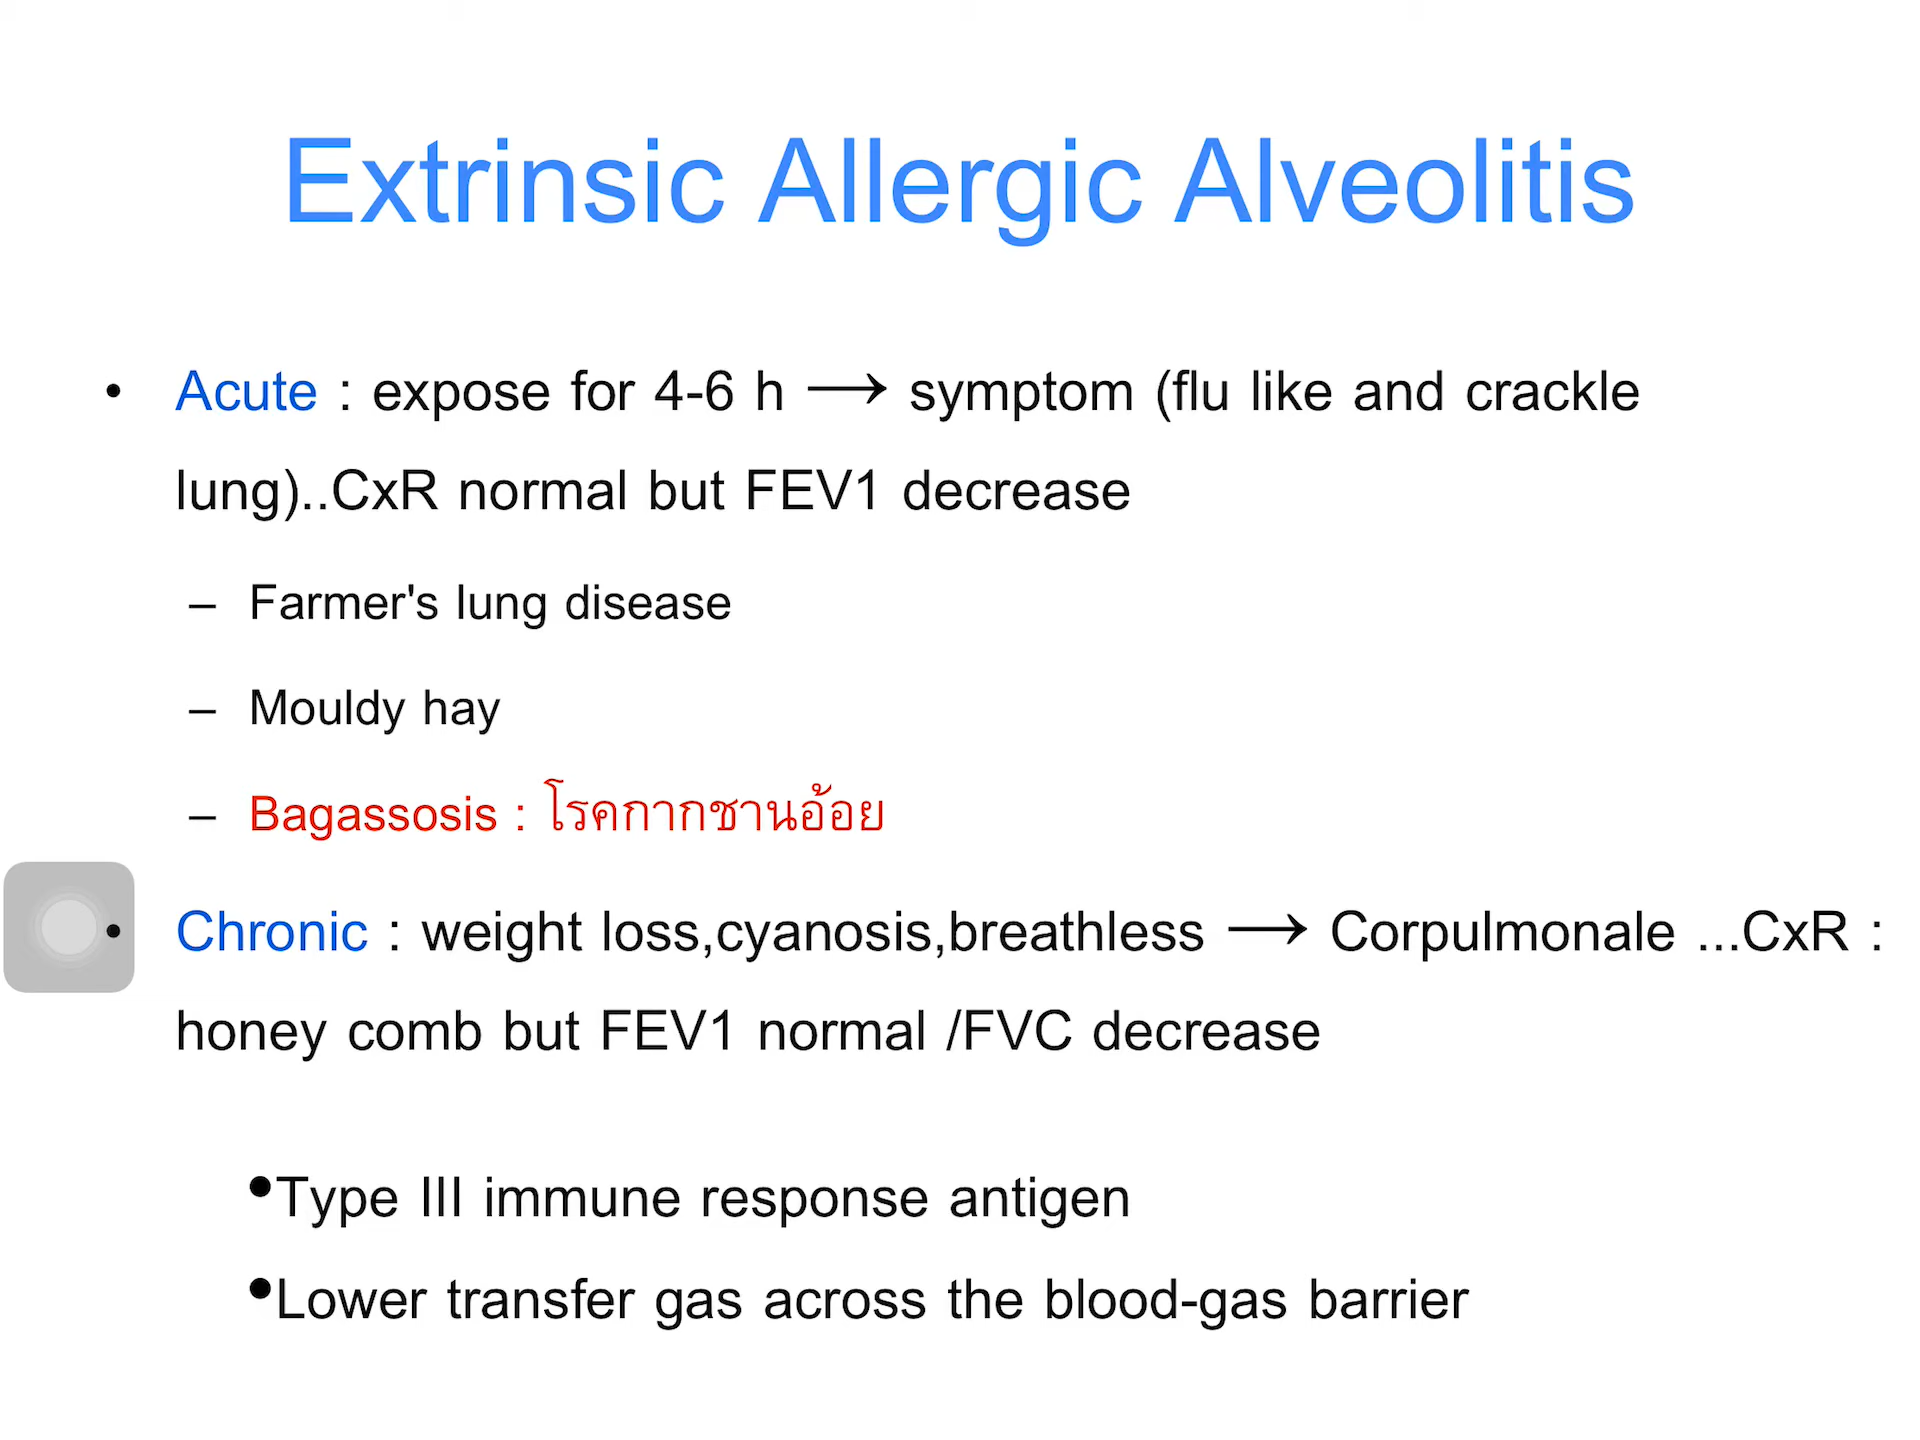 Extrinsic Allergic Alveolitis
• Acute : expose for 4-6 h → symptom (flu like and crackle
lung)..CxR normal but FEV1 decrease
– Farmer's lung disease
– Mouldy hay
– Bagassosis : โรคกากชานอ้อย
• Chronic : weight loss,cyanosis,breathless → Corpulmonale ...CxR :
honey comb but FEV1 normal /FVC decrease
•Type III immune response antigen
•Lower transfer gas across the blood-gas barrier